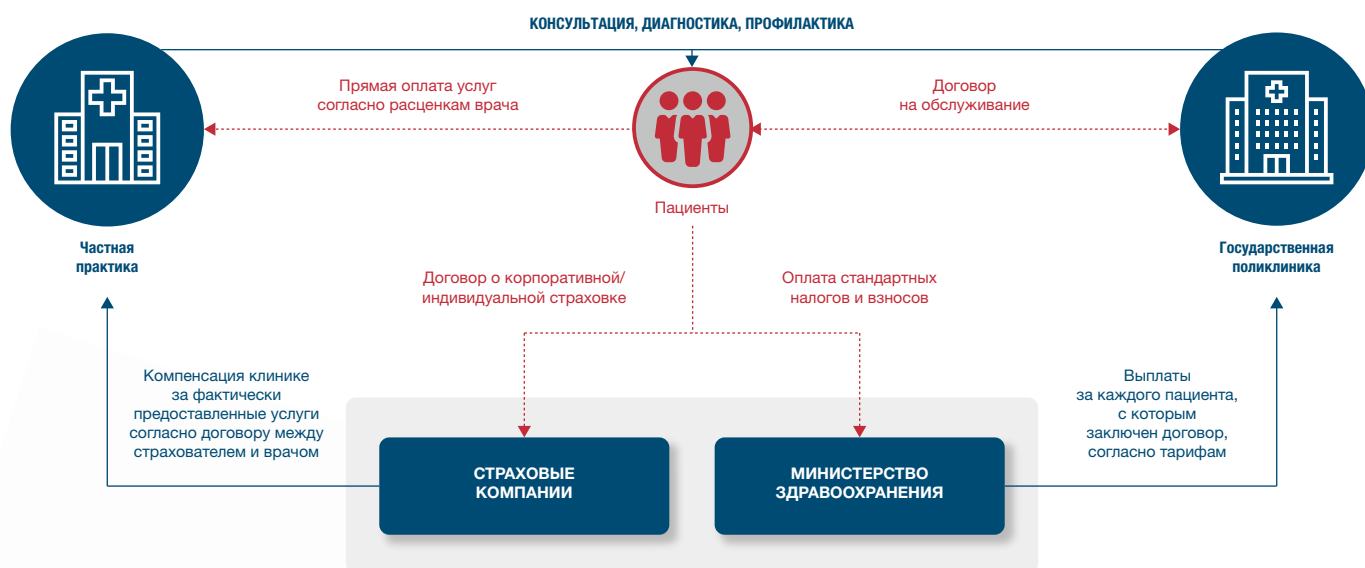 КОНСУЛЬТАЦИЯ, ДИАГНОСТИКА, ПРОФИЛАКТИКА
Прямая оплата услуг
согласно расценкам врача
Договор
на обслуживание
Пациенты
Частная
практика
Государственная
поликлиника
Договор о корпоративной/
индивидуальной страховке
Оплата стандартных
налогов и взносов
Компенсация клинике
за фактически
предоставленные услуги
согласно договору между
страхователем и врачом
Выплаты
за каждого пациента,
с которым
заключен договор,
согласно тарифам
СТРАХОВЫЕ
КОМПАНИИ
МИНИСТЕРСТВО
ЗДРАВООХРАНЕНИЯ